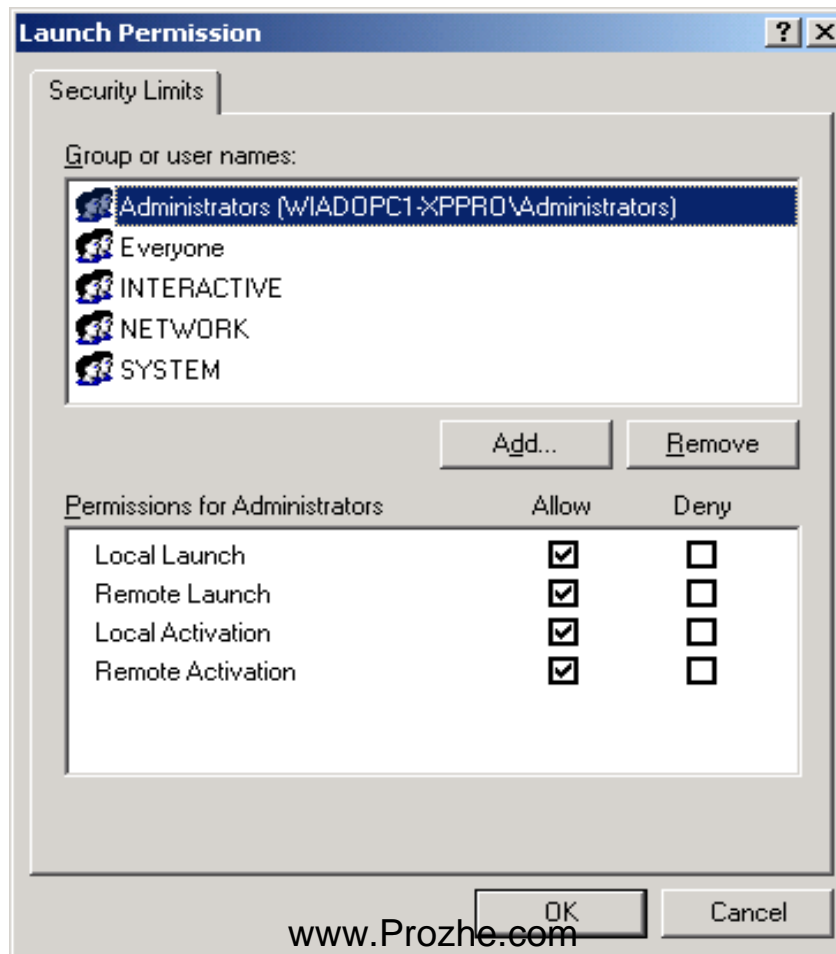 Launch Permission
Security Limits
Group or user names:
Administrators (WIADOPC1-XPPRO\Administrators)
Everyone
INTERACTIVE
NETWORK
SYSTEM
Add... Remove
Permissions for Administrators Allow Deny
Local Launch
Remote Launch
Local Activation
Remote Activation
OK Cancel
www.Prozhe.com